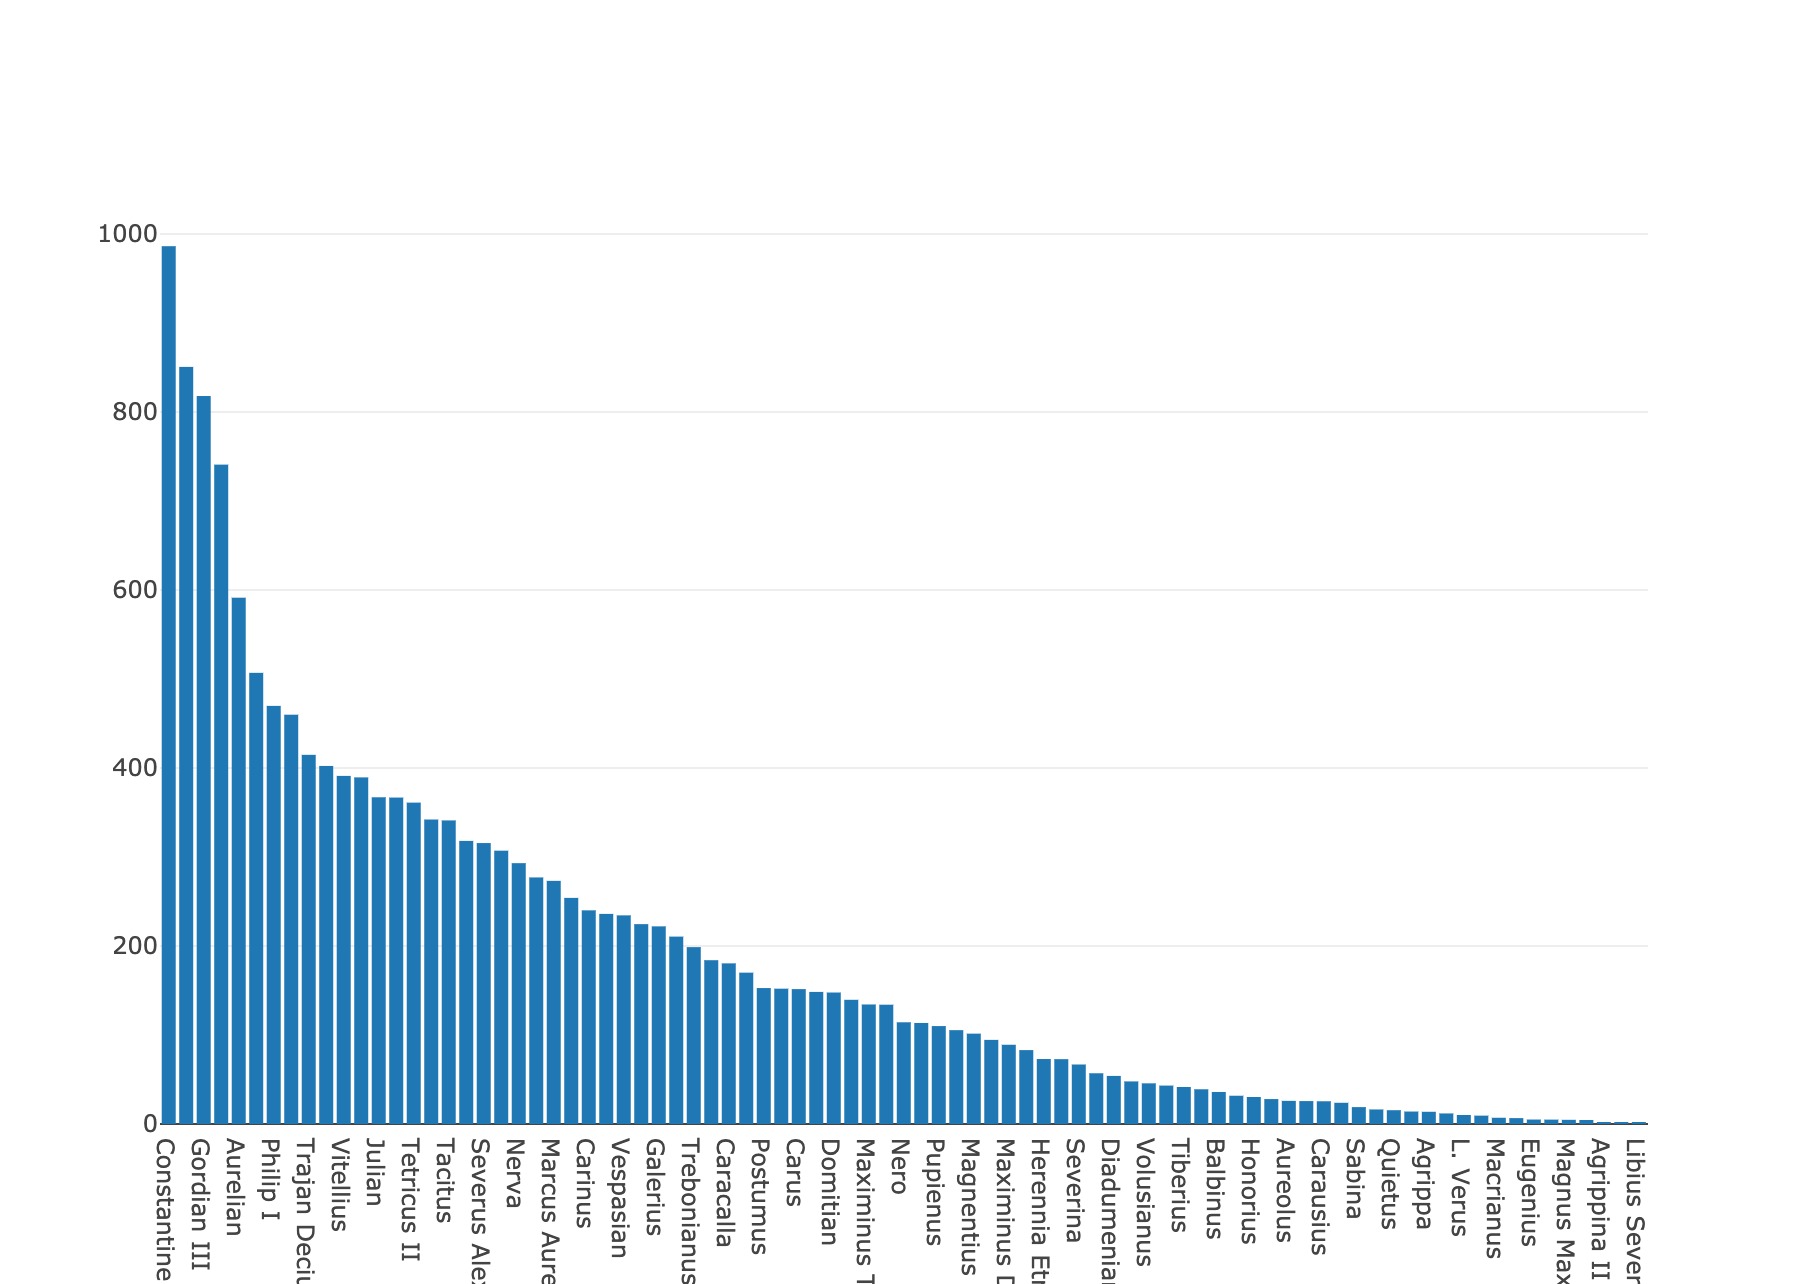 1000
800
600
400
200
0
Constantine
Gordian III
Aurelian
Philip I
Trajan Deciu
Vitellius
Julian
Tetricus II
Tacitus
Severus Alex
Nerva
Marcus Aure
Carinus
Vespasian
Galerius
Trebonianus
Caracalla
Postumus
Carus
Domitian
Maximinus T
Nero
Pupienus
Magnentius
Maximinus D
Herennia Etr
Severina
Diadumenian
Volusianus
Tiberius
Balbinus
Honorius
Aureolus
Carausius
Sabina
Quietus
Agrippa
L. Verus
Macrianus
Eugenius
Magnus Max
Agrippina II
Libius Sever